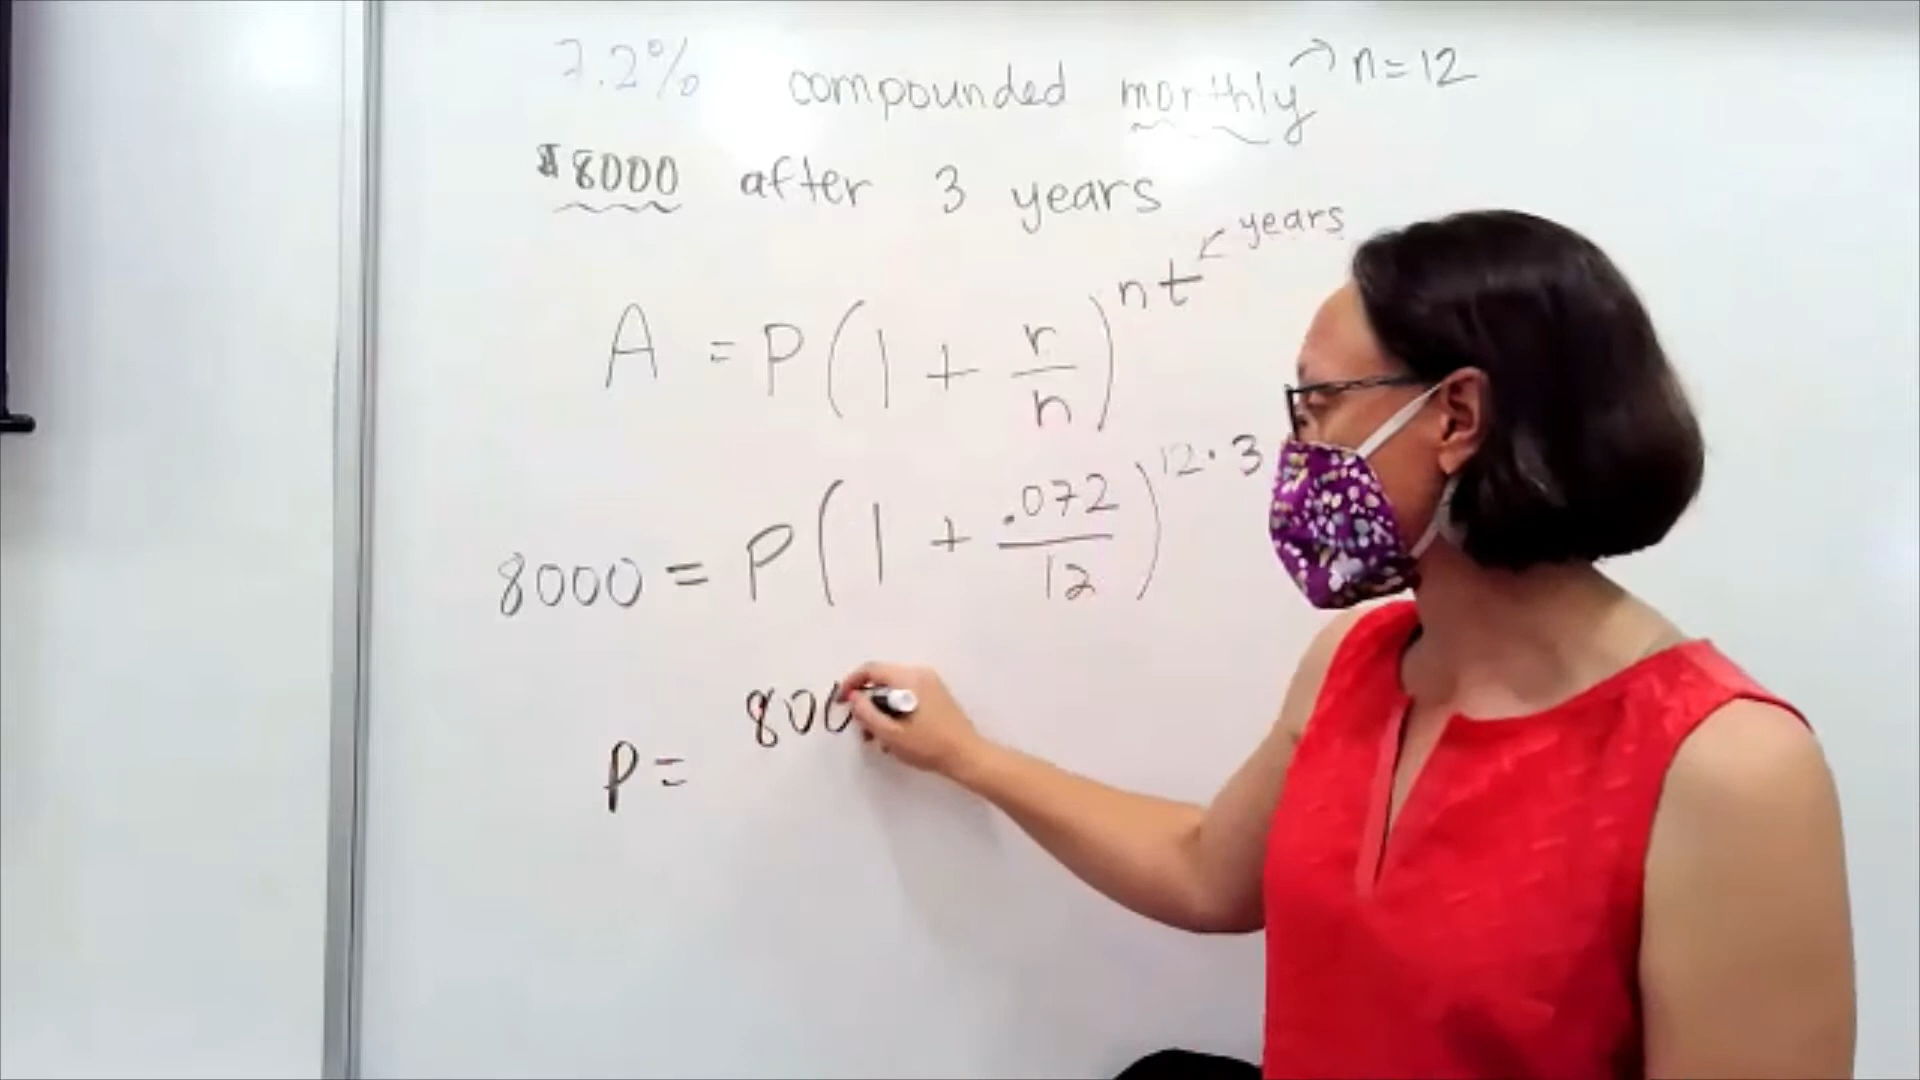 7.2% compounded monthly → n=12
$8000 after 3 years
← years
A = P(1 + r/n)^nt
8000 = P(1 + .072/12)^12·3
P = 800